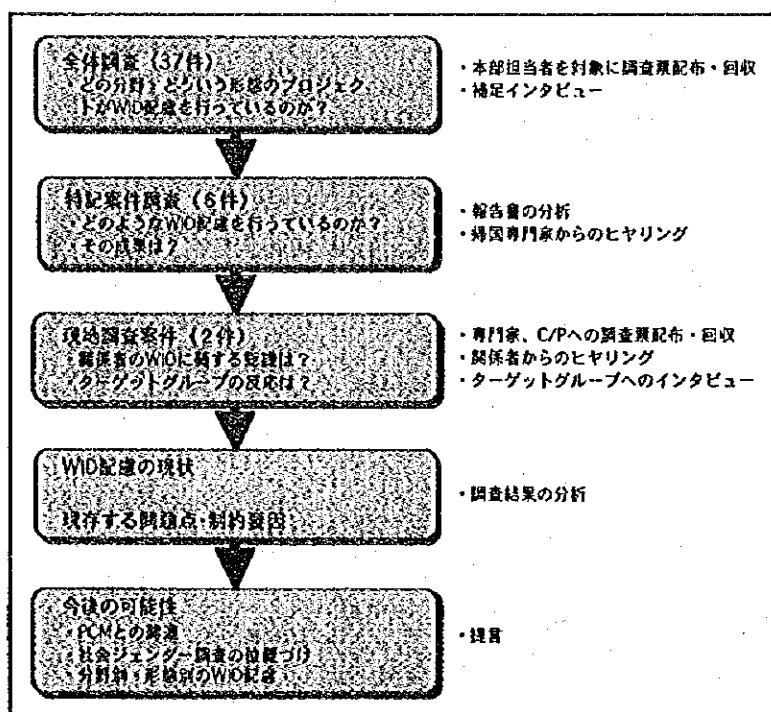 全体調査（37件）
・どの分野・どういう形態のプロジェク
トがWID配慮を行っているのか？
・本部担当者を対象に調査票配布・回収
・補足インタビュー
特記案件調査（6件）
・どのようなWID配慮を行っているのか？
・その成果は？
・報告書の分析
・帰国専門家からのヒヤリング
現地調査案件（2件）
・関係者のWIDに関する認識は？
・ターゲットグループの反応は？
・専門家、C/Pへの調査票配布・回収
・関係者からのヒヤリング
・ターゲットグループへのインタビュー
WID配慮の現状
現存する問題点・制約要因
・調査結果の分析
今後の可能性
・PCMとの
・社会ジェンダー調査の位置づけ
・分野別・形態別のWID配慮
・提言